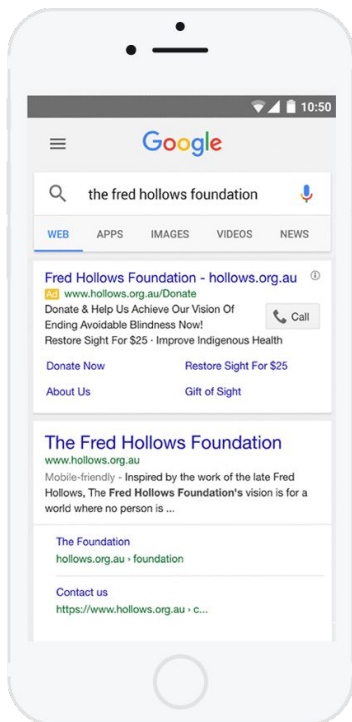 10:50
Google
the fred hollows foundation
WEB APPS IMAGES VIDEOS NEWS
Fred Hollows Foundation - hollows.org.au
Ad www.hollows.org.au/Donate
Donate & Help Us Achieve Our Vision Of
Ending Avoidable Blindness Now!
Call
Restore Sight For $25 · Improve Indigenous Health
Donate Now Restore Sight For $25
About Us Gift of Sight
The Fred Hollows Foundation
www.hollows.org.au
Mobile-friendly - Inspired by the work of the late Fred
Hollows, The Fred Hollows Foundation's vision is for a
world where no person is ...
The Foundation
hollows.org.au › foundation
Contact us
https://www.hollows.org.au › c...